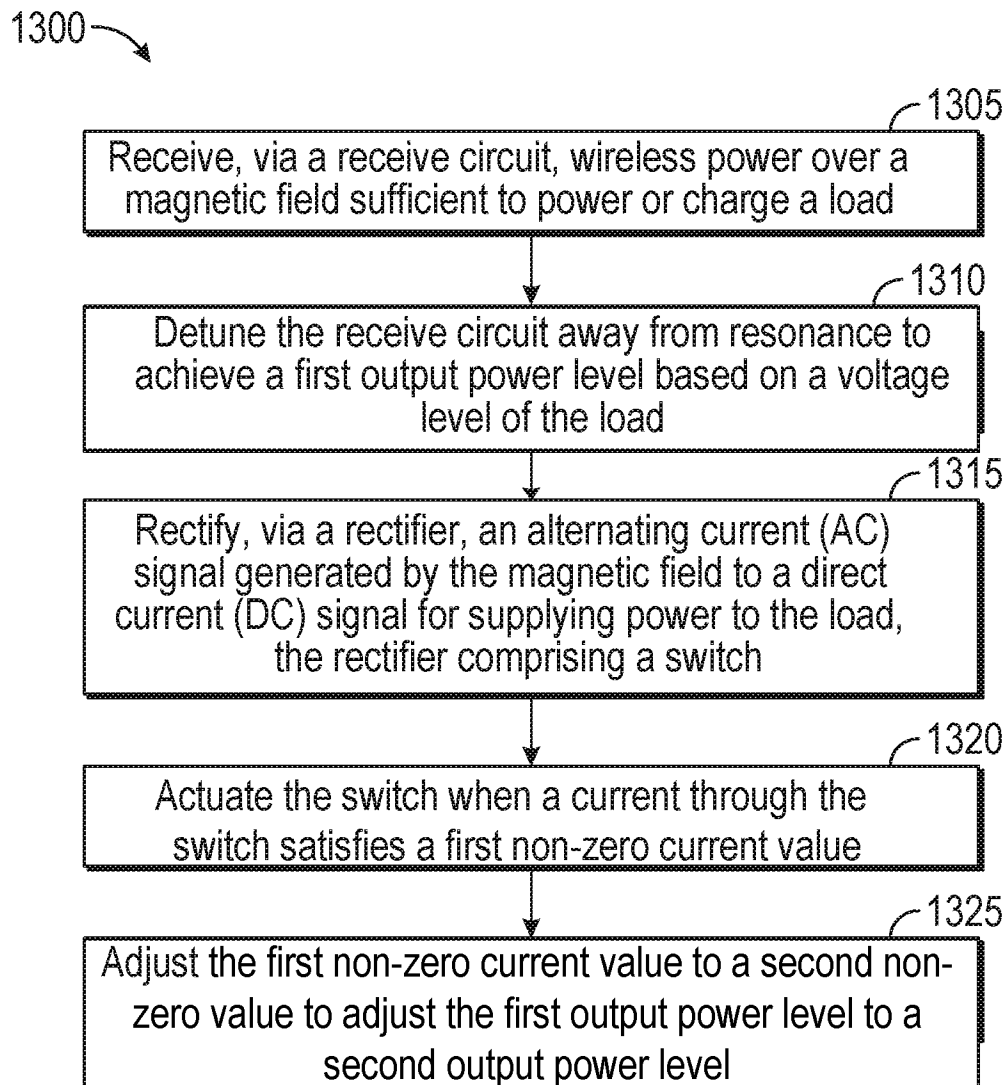 1300
1305
Receive, via a receive circuit, wireless power over a
magnetic field sufficient to power or charge a load
1310
Detune the receive circuit away from resonance to
achieve a first output power level based on a voltage
level of the load
1315
Rectify, via a rectifier, an alternating current (AC)
signal generated by the magnetic field to a direct
current (DC) signal for supplying power to the load,
the rectifier comprising a switch
1320
Actuate the switch when a current through the
switch satisfies a first non-zero current value
1325
Adjust the first non-zero current value to a second non-
zero value to adjust the first output power level to a
second output power level